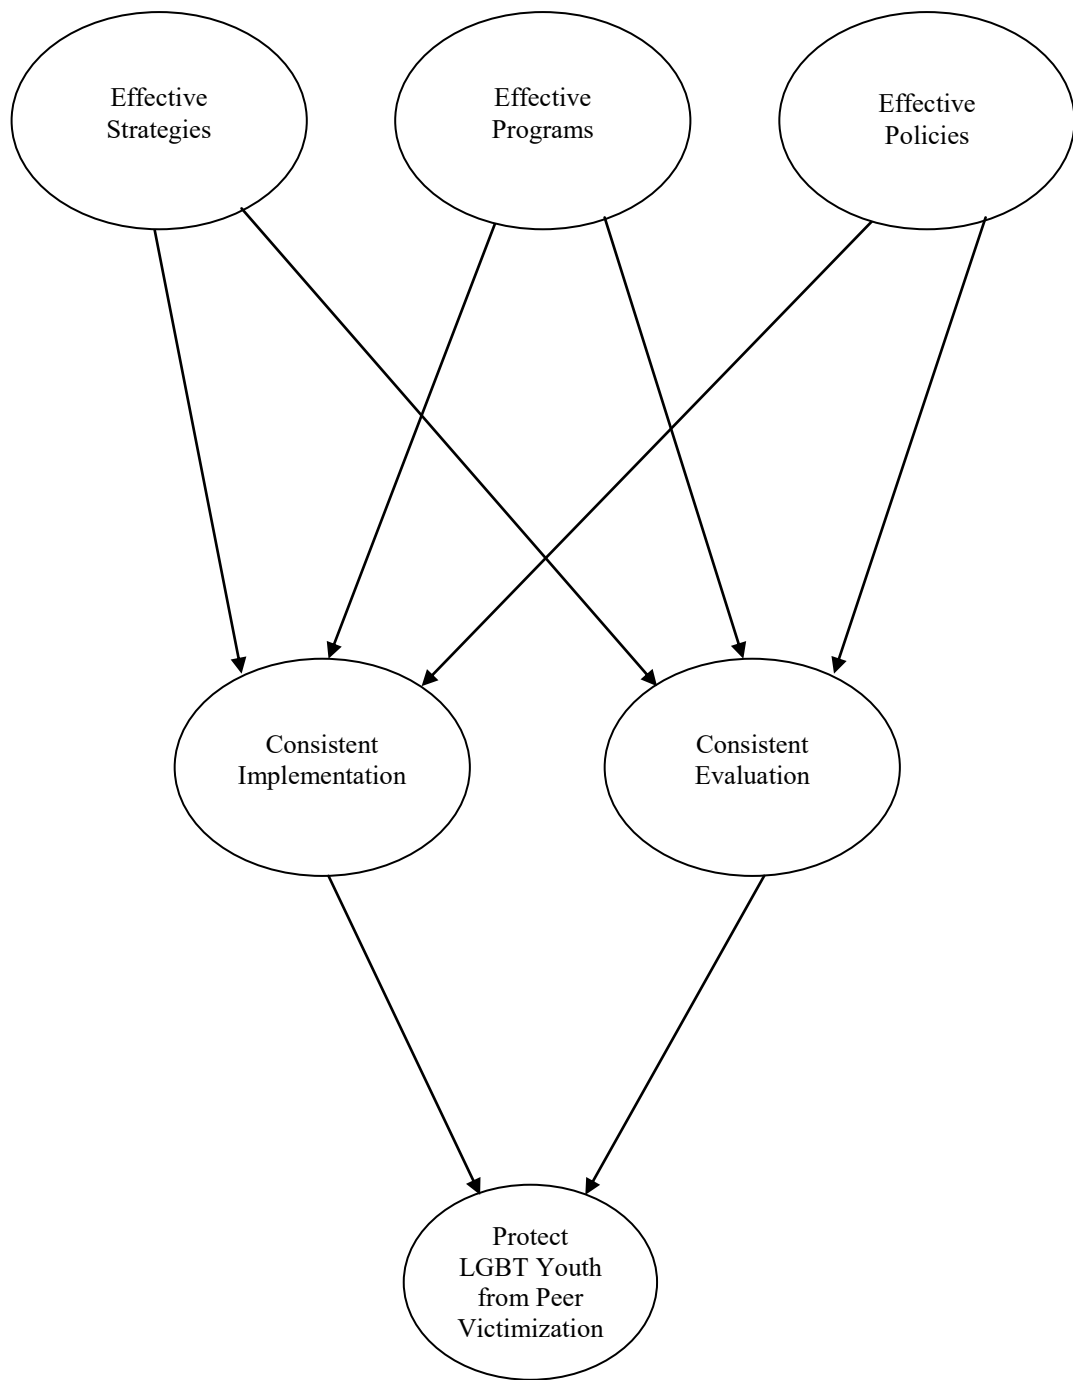 Effective
Strategies
Effective
Programs
Effective
Policies
Consistent
Implementation
Consistent
Evaluation
Protect
LGBT Youth
from Peer
Victimization